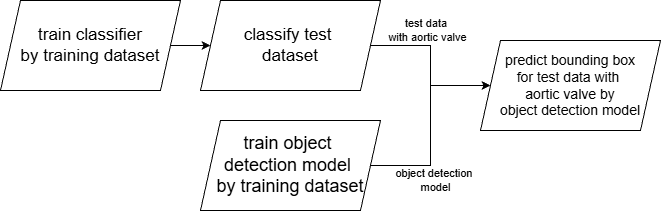 train classifier
by training dataset
classify test
dataset
test data
with aortic valve
predict bounding box
for test data with
aortic valve by
object detection model
train object
detection model
by training dataset
object detection
model